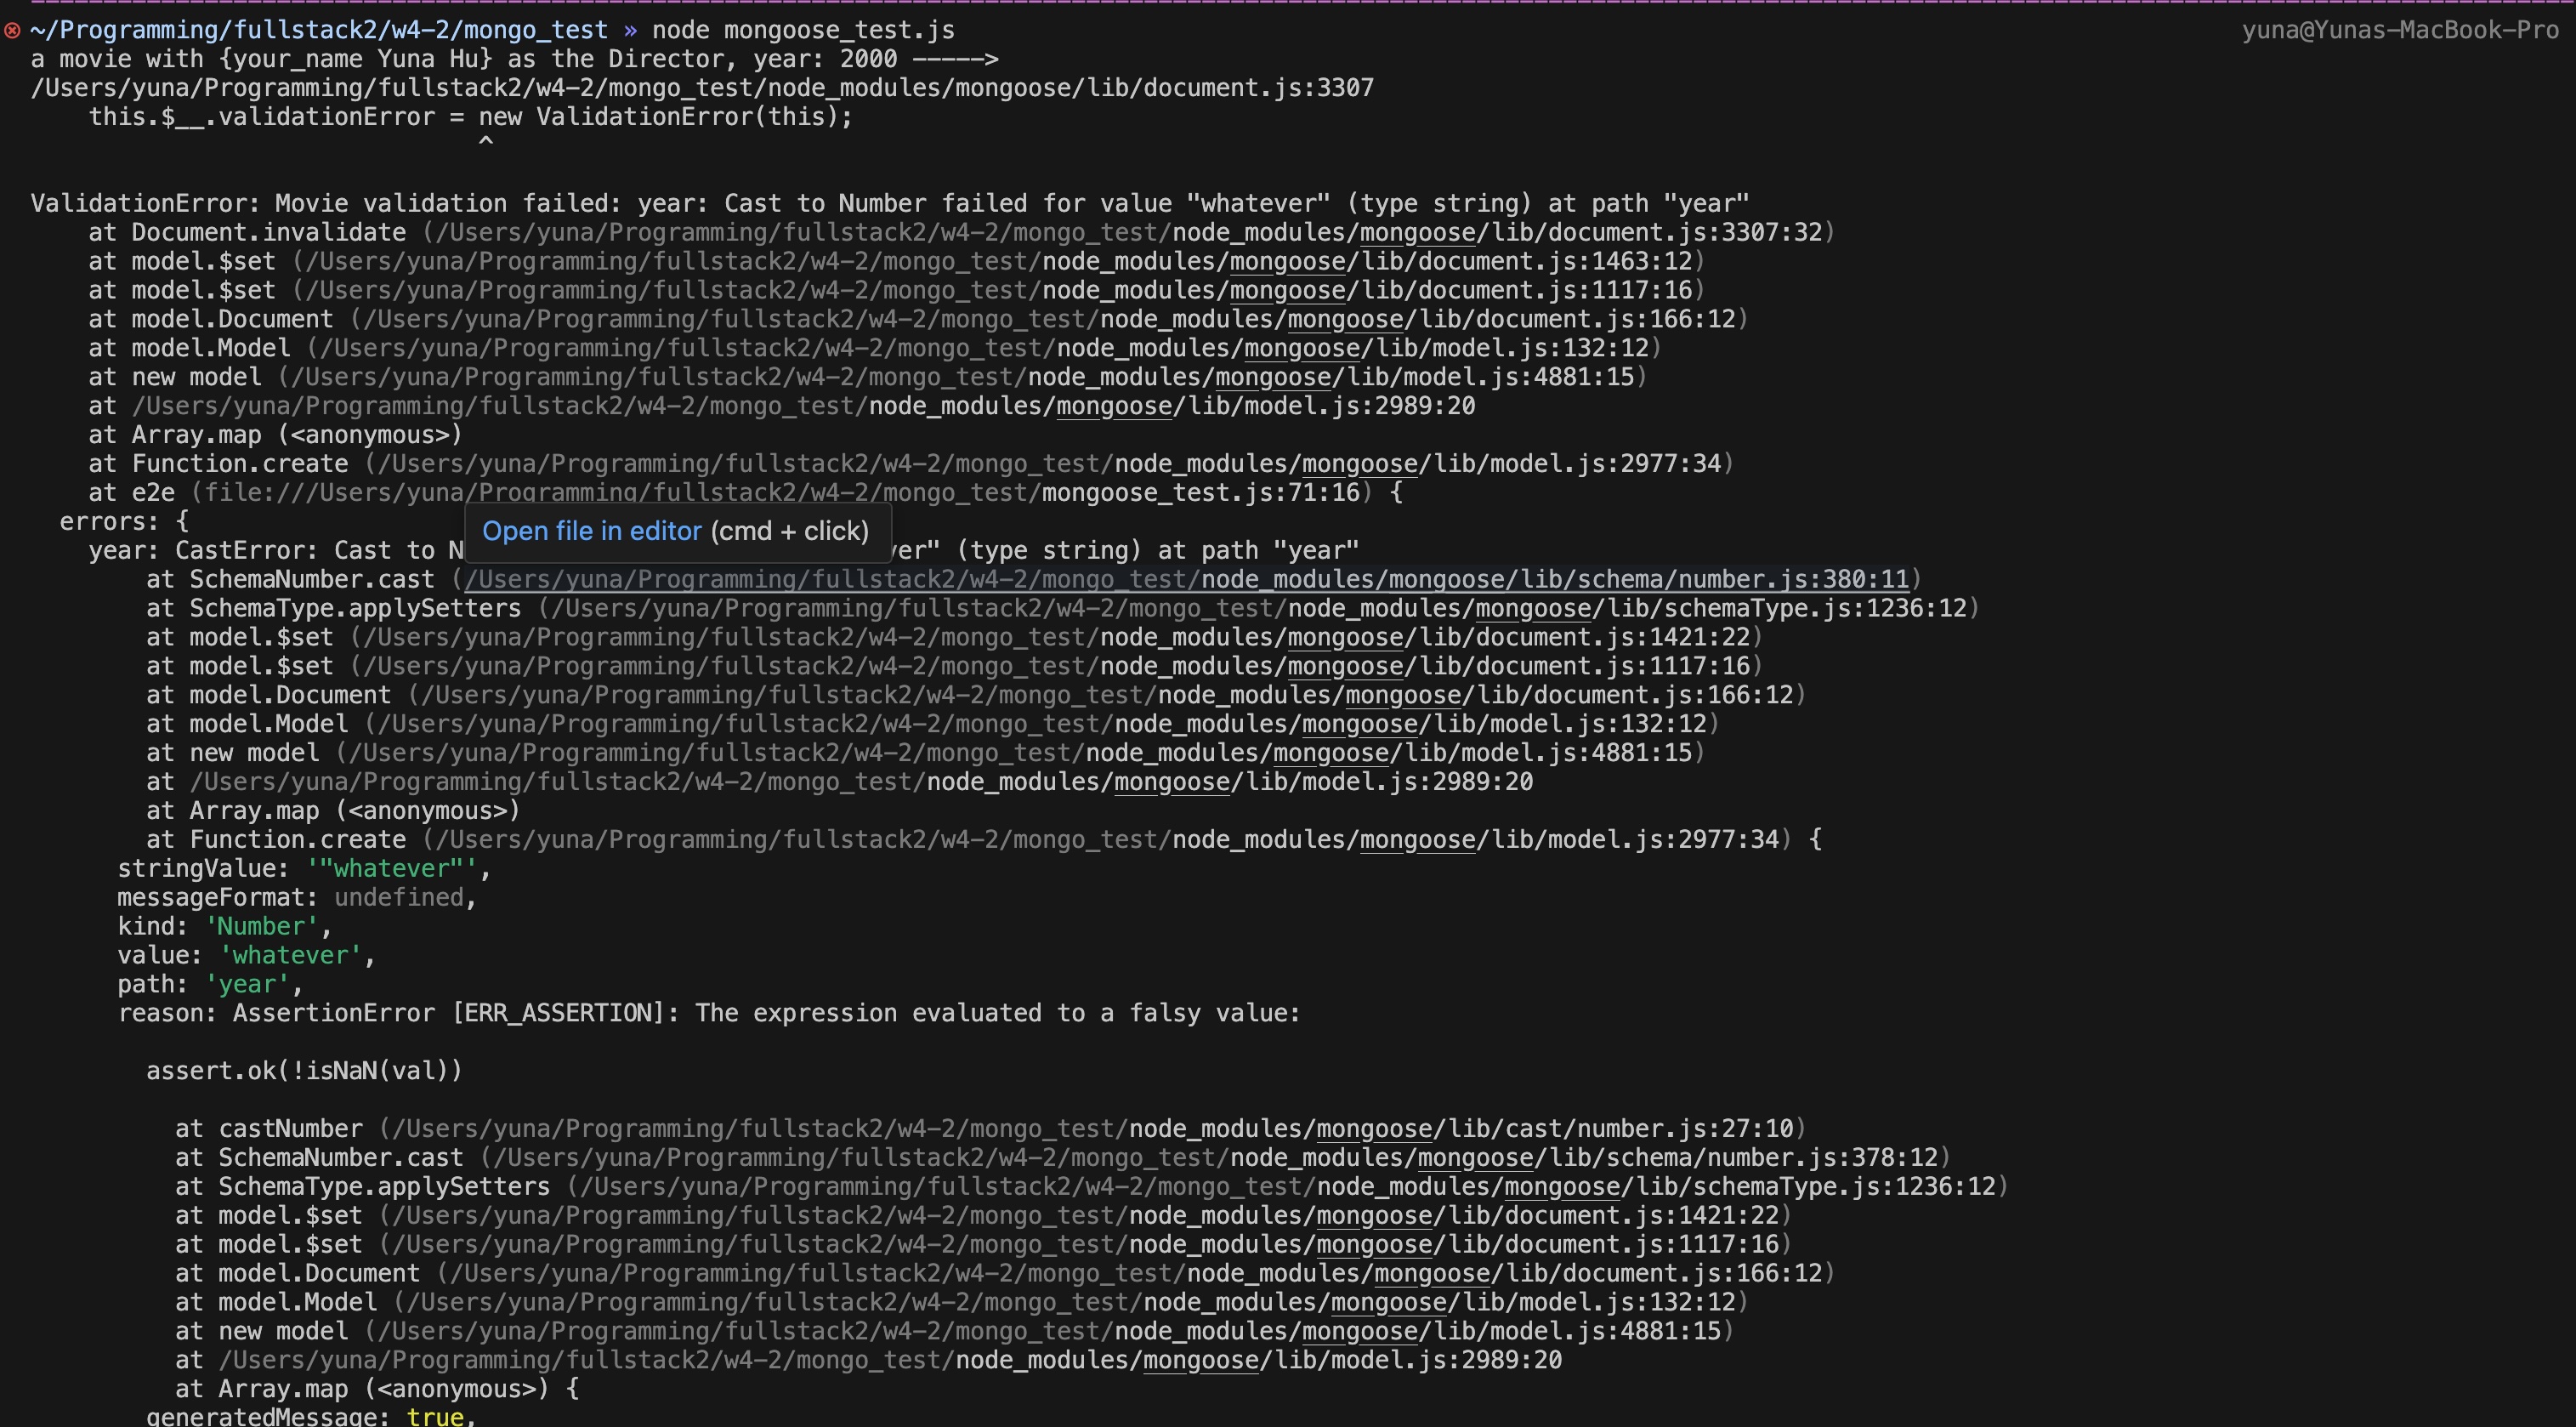 ~/Programming/fullstack2/w4-2/mongo_test » node mongoose_test.js yuna@Yunas-MacBook-Pro
a movie with {your_name Yuna Hu} as the Director, year: 2000 ----->
/Users/yuna/Programming/fullstack2/w4-2/mongo_test/node_modules/mongoose/lib/document.js:3307
    this.$__.validationError = new ValidationError(this);
                               ^
ValidationError: Movie validation failed: year: Cast to Number failed for value "whatever" (type string) at path "year"
    at Document.invalidate (/Users/yuna/Programming/fullstack2/w4-2/mongo_test/node_modules/mongoose/lib/document.js:3307:32)
    at model.$set (/Users/yuna/Programming/fullstack2/w4-2/mongo_test/node_modules/mongoose/lib/document.js:1463:12)
    at model.$set (/Users/yuna/Programming/fullstack2/w4-2/mongo_test/node_modules/mongoose/lib/document.js:1117:16)
    at model.Document (/Users/yuna/Programming/fullstack2/w4-2/mongo_test/node_modules/mongoose/lib/document.js:166:12)
    at model.Model (/Users/yuna/Programming/fullstack2/w4-2/mongo_test/node_modules/mongoose/lib/model.js:132:12)
    at new model (/Users/yuna/Programming/fullstack2/w4-2/mongo_test/node_modules/mongoose/lib/model.js:4881:15)
    at /Users/yuna/Programming/fullstack2/w4-2/mongo_test/node_modules/mongoose/lib/model.js:2989:20
    at Array.map (<anonymous>)
    at Function.create (/Users/yuna/Programming/fullstack2/w4-2/mongo_test/node_modules/mongoose/lib/model.js:2977:34)
    at e2e (file:///Users/yuna/Programming/fullstack2/w4-2/mongo_test/mongoose_test.js:71:16) {
  errors: {
Open file in editor (cmd + click)
    year: CastError: Cast to N ver" (type string) at path "year"
        at SchemaNumber.cast (/Users/yuna/Programming/fullstack2/w4-2/mongo_test/node_modules/mongoose/lib/schema/number.js:380:11)
        at SchemaType.applySetters (/Users/yuna/Programming/fullstack2/w4-2/mongo_test/node_modules/mongoose/lib/schemaType.js:1236:12)
        at model.$set (/Users/yuna/Programming/fullstack2/w4-2/mongo_test/node_modules/mongoose/lib/document.js:1421:22)
        at model.$set (/Users/yuna/Programming/fullstack2/w4-2/mongo_test/node_modules/mongoose/lib/document.js:1117:16)
        at model.Document (/Users/yuna/Programming/fullstack2/w4-2/mongo_test/node_modules/mongoose/lib/document.js:166:12)
        at model.Model (/Users/yuna/Programming/fullstack2/w4-2/mongo_test/node_modules/mongoose/lib/model.js:132:12)
        at new model (/Users/yuna/Programming/fullstack2/w4-2/mongo_test/node_modules/mongoose/lib/model.js:4881:15)
        at /Users/yuna/Programming/fullstack2/w4-2/mongo_test/node_modules/mongoose/lib/model.js:2989:20
        at Array.map (<anonymous>)
        at Function.create (/Users/yuna/Programming/fullstack2/w4-2/mongo_test/node_modules/mongoose/lib/model.js:2977:34) {
      stringValue: '"whatever"',
      messageFormat: undefined,
      kind: 'Number',
      value: 'whatever',
      path: 'year',
      reason: AssertionError [ERR_ASSERTION]: The expression evaluated to a falsy value:
        assert.ok(!isNaN(val))
          at castNumber (/Users/yuna/Programming/fullstack2/w4-2/mongo_test/node_modules/mongoose/lib/cast/number.js:27:10)
          at SchemaNumber.cast (/Users/yuna/Programming/fullstack2/w4-2/mongo_test/node_modules/mongoose/lib/schema/number.js:378:12)
          at SchemaType.applySetters (/Users/yuna/Programming/fullstack2/w4-2/mongo_test/node_modules/mongoose/lib/schemaType.js:1236:12)
          at model.$set (/Users/yuna/Programming/fullstack2/w4-2/mongo_test/node_modules/mongoose/lib/document.js:1421:22)
          at model.$set (/Users/yuna/Programming/fullstack2/w4-2/mongo_test/node_modules/mongoose/lib/document.js:1117:16)
          at model.Document (/Users/yuna/Programming/fullstack2/w4-2/mongo_test/node_modules/mongoose/lib/document.js:166:12)
          at model.Model (/Users/yuna/Programming/fullstack2/w4-2/mongo_test/node_modules/mongoose/lib/model.js:132:12)
          at new model (/Users/yuna/Programming/fullstack2/w4-2/mongo_test/node_modules/mongoose/lib/model.js:4881:15)
          at /Users/yuna/Programming/fullstack2/w4-2/mongo_test/node_modules/mongoose/lib/model.js:2989:20
          at Array.map (<anonymous>) {
        generatedMessage: true,